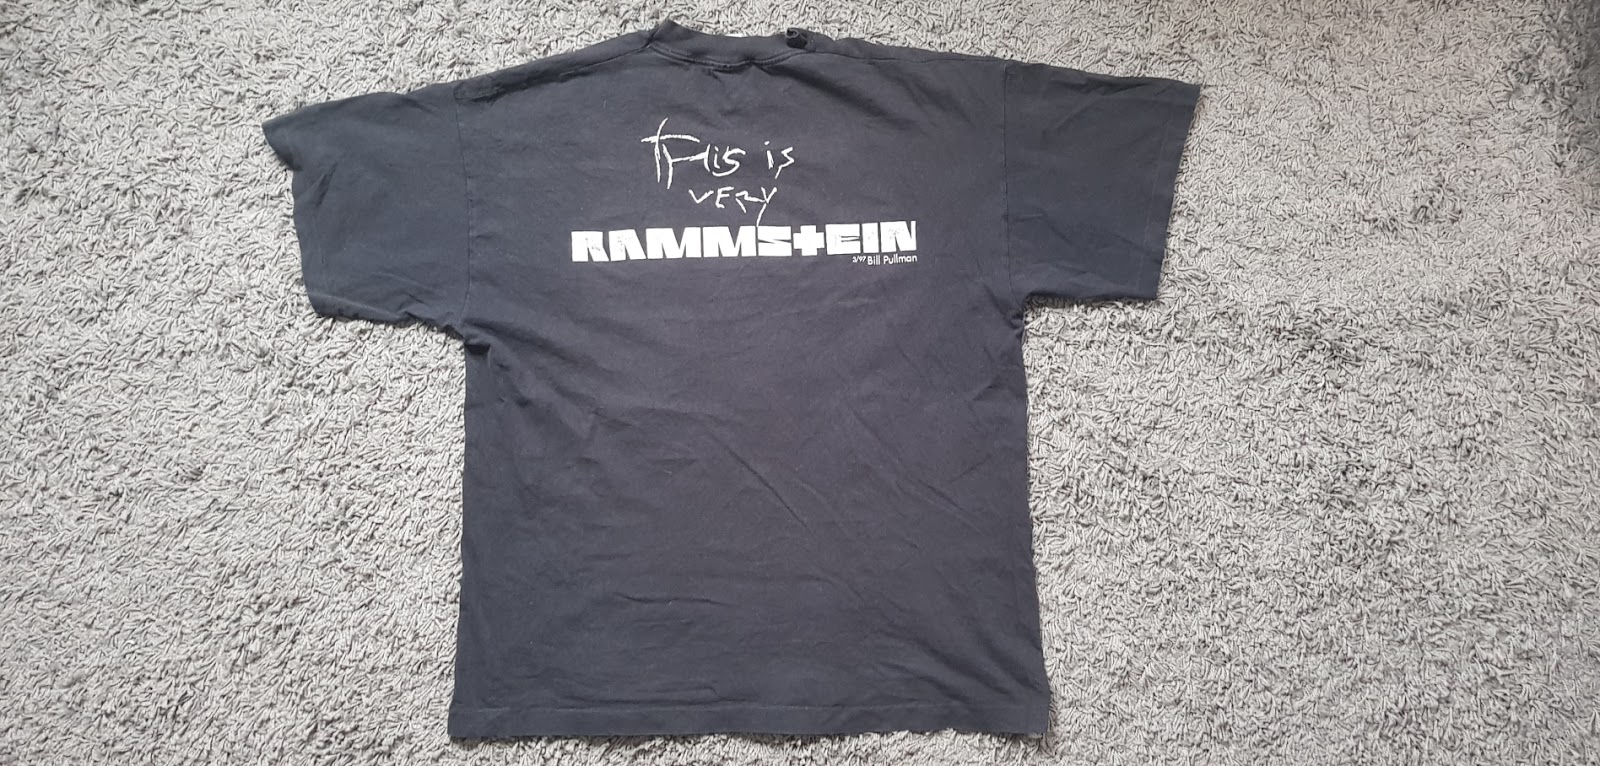 This is
VERY
RAMMSTEIN
3/97 Bill Pullman